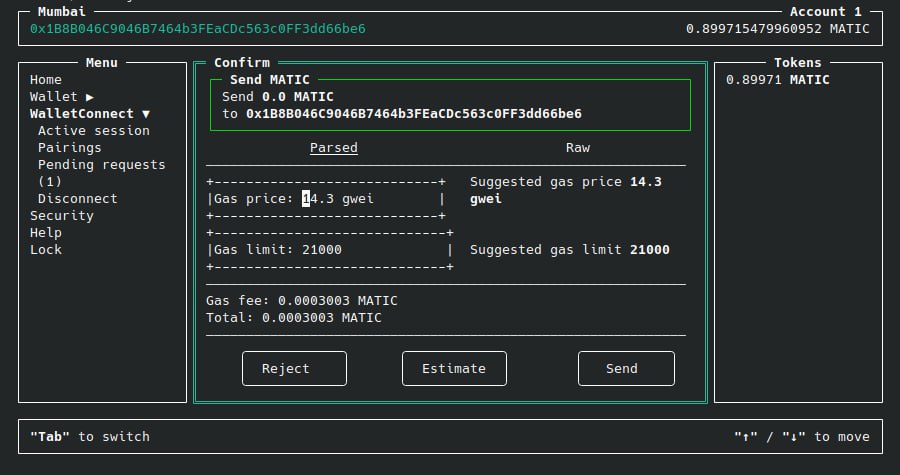 Mumbai Account 1
0x1B8B046C9046B7464b3FEaCDc563c0FF3dd66be6 0.899715479960952 MATIC
Menu
Home
Wallet ▶
WalletConnect ▼
Active session
Pairings
Pending requests
(1)
Disconnect
Security
Help
Lock
Confirm
Send MATIC
Send 0.0 MATIC
to 0x1B8B046C9046B7464b3FEaCDc563c0FF3dd66be6
Parsed Raw
Gas price: 14.3 gwei
Suggested gas price 14.3
gwei
Gas limit: 21000
Suggested gas limit 21000
Gas fee: 0.0003003 MATIC
Total: 0.0003003 MATIC
Reject Estimate Send
Tokens
0.89971 MATIC
"Tab" to switch "↑" / "↓" to move